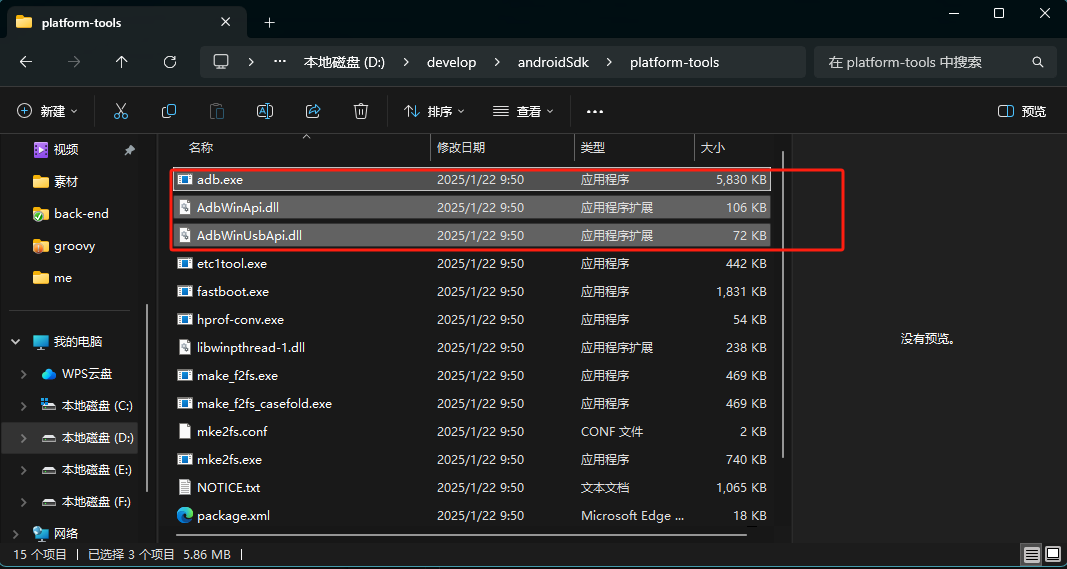 platform-tools
本地磁盘 (D:) > develop > androidSdk > platform-tools
在 platform-tools 中搜索
新建 排序 查看 预览
名称 修改日期 类型 大小
视频
素材
back-end
groovy
me
我的电脑
WPS云盘
本地磁盘 (C:)
本地磁盘 (D:)
本地磁盘 (E:)
本地磁盘 (F:)
网络
adb.exe 2025/1/22 9:50 应用程序 5,830 KB
AdbWinApi.dll 2025/1/22 9:50 应用程序扩展 106 KB
AdbWinUsbApi.dll 2025/1/22 9:50 应用程序扩展 72 KB
etc1tool.exe 2025/1/22 9:50 应用程序 442 KB
fastboot.exe 2025/1/22 9:50 应用程序 1,831 KB
hprof-conv.exe 2025/1/22 9:50 应用程序 54 KB
libwinpthread-1.dll 2025/1/22 9:50 应用程序扩展 238 KB
make_f2fs.exe 2025/1/22 9:50 应用程序 469 KB
make_f2fs_casefold.exe 2025/1/22 9:50 应用程序 469 KB
mke2fs.conf 2025/1/22 9:50 CONF 文件 2 KB
mke2fs.exe 2025/1/22 9:50 应用程序 740 KB
NOTICE.txt 2025/1/22 9:50 文本文档 1,065 KB
package.xml 2025/1/22 9:50 Microsoft Edge ... 18 KB
没有预览。
15 个项目 | 已选择 3 个项目 5.86 MB |